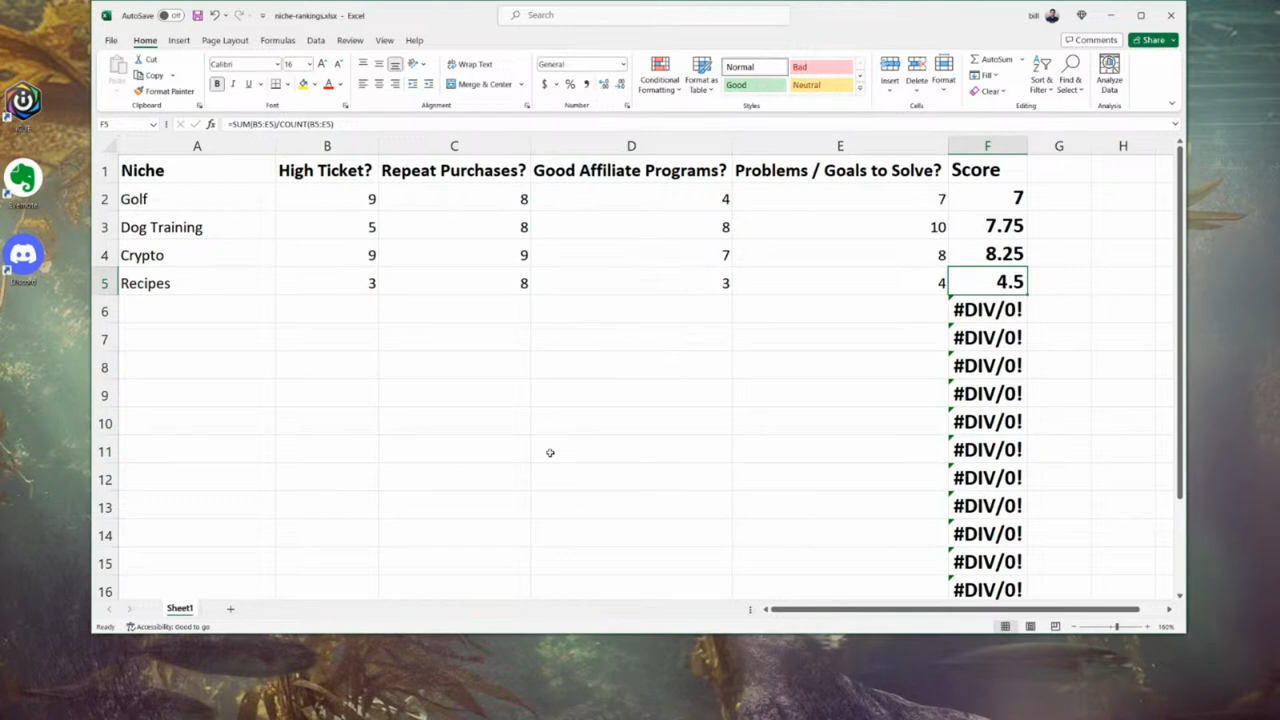 AutoSave Off niche-rankings.xlsx - Excel Search bill
File Home Insert Page Layout Formulas Data Review View Help Comments Share
Cut
Copy
Format Painter
Paste
Clipboard
Calibri 16
B I U
Font
Wrap Text
Merge & Center
Alignment
General
$ % ,
Number
Conditional Formatting
Format as Table
Normal Bad
Good Neutral
Styles
Insert Delete Format
Cells
AutoSum
Fill
Clear
Sort & Filter
Find & Select
Editing
Analyze Data
Analysis
F5 fx =SUM(B5:E5)/COUNT(B5:E5)
A B C D E F G H
1 Niche High Ticket? Repeat Purchases? Good Affiliate Programs? Problems / Goals to Solve? Score
2 Golf 9 8 4 7 7
3 Dog Training 5 8 8 10 7.75
4 Crypto 9 9 7 8 8.25
5 Recipes 3 8 3 4 4.5
6 #DIV/0!
7 #DIV/0!
8 #DIV/0!
9 #DIV/0!
10 #DIV/0!
11 #DIV/0!
12 #DIV/0!
13 #DIV/0!
14 #DIV/0!
15 #DIV/0!
16 #DIV/0!
Sheet1
Ready Accessibility: Good to go 160%
Evernote
Discord